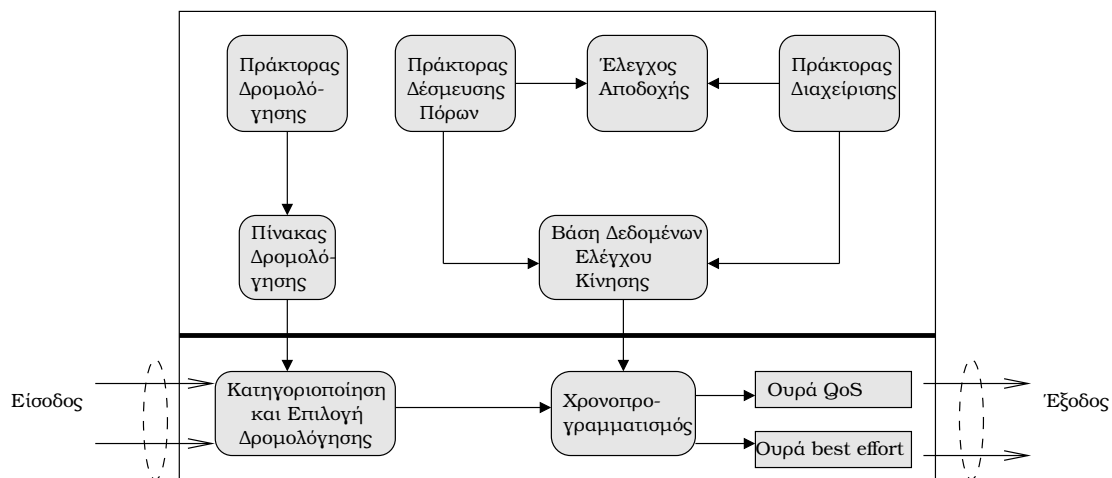 Πράκτορας
Δρομολό-
γησης
Πράκτορας
Δέσμευσης
Πόρων
Έλεγχος
Αποδοχής
Πράκτορας
Διαχείρισης
Πίνακας
Δρομολό-
γησης
Βάση Δεδομένων
Ελέγχου
Κίνησης
Είσοδος
Κατηγοριοποίηση
και Επιλογή
Δρομολόγησης
Χρονοπρο-
γραμματισμός
Ουρά QoS
Ουρά best effort
Έξοδος